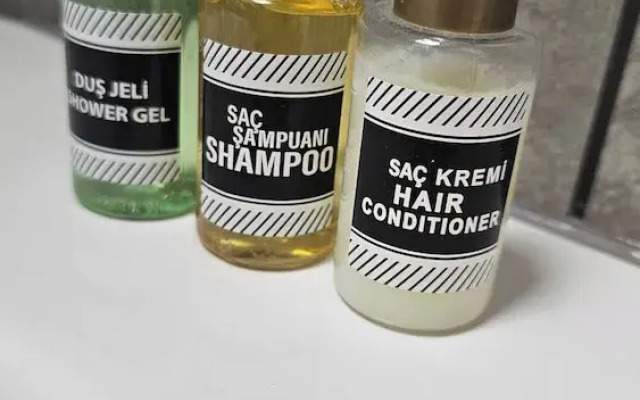 DUŞ JELİ
SHOWER GEL
SAÇ
ŞAMPUANI
SHAMPOO
SAÇ KREMİ
HAIR
CONDITIONER